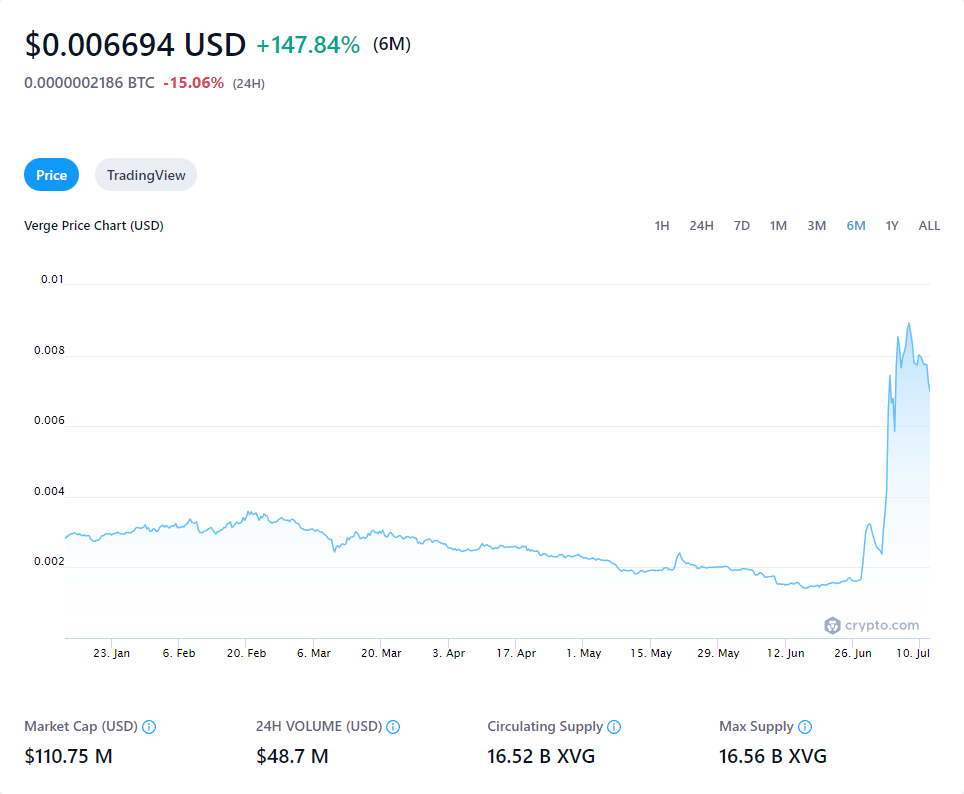 $0.006694 USD +147.84% (6M)
0.0000002186 BTC -15.06% (24H)
Price TradingView
Verge Price Chart (USD) 1H 24H 7D 1M 3M 6M 1Y ALL
0.01
0.008
0.006
0.004
0.002
crypto.com
23. Jan 6. Feb 20. Feb 6. Mar 20. Mar 3. Apr 17. Apr 1. May 15. May 29. May 12. Jun 26. Jun 10. Jul
Market Cap (USD) 24H VOLUME (USD) Circulating Supply Max Supply
$110.75 M $48.7 M 16.52 B XVG 16.56 B XVG